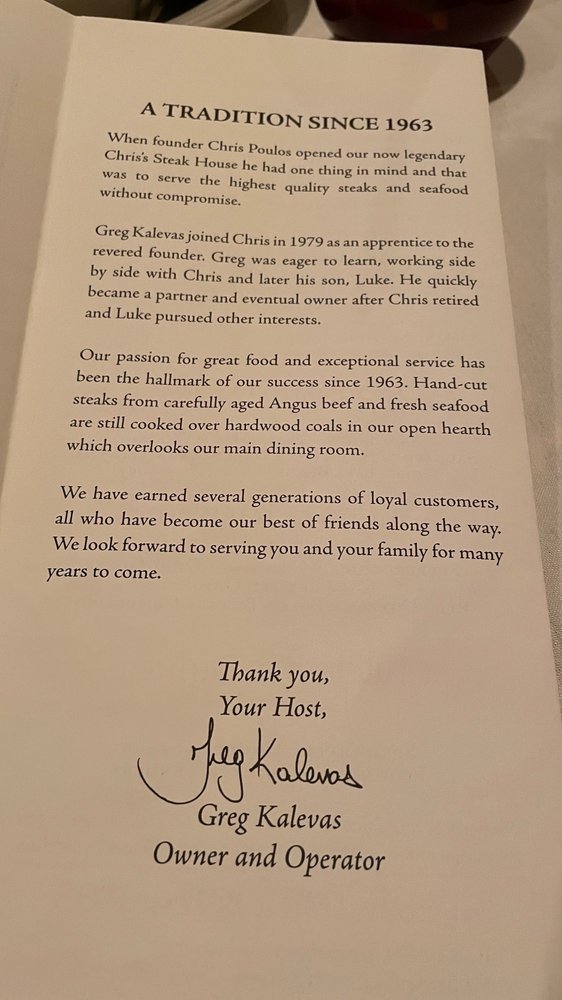 A TRADITION SINCE 1963
When founder Chris Poulos opened our now legendary
Chris's Steak House he had one thing in mind and that
was to serve the highest quality steaks and seafood
without compromise.
Greg Kalevas joined Chris in 1979 as an apprentice to the
revered founder. Greg was eager to learn, working side
by side with Chris and later his son, Luke. He quickly
became a partner and eventual owner after Chris retired
and Luke pursued other interests.
Our passion for great food and exceptional service has
been the hallmark of our success since 1963. Hand-cut
steaks from carefully aged Angus beef and fresh seafood
are still cooked over hardwood coals in our open hearth
which overlooks our main dining room.
We have earned several generations of loyal customers,
all who have become our best of friends along the way.
We look forward to serving you and your family for many
years to come.
Thank you,
Your Host,
Greg Kalevas
Greg Kalevas
Owner and Operator